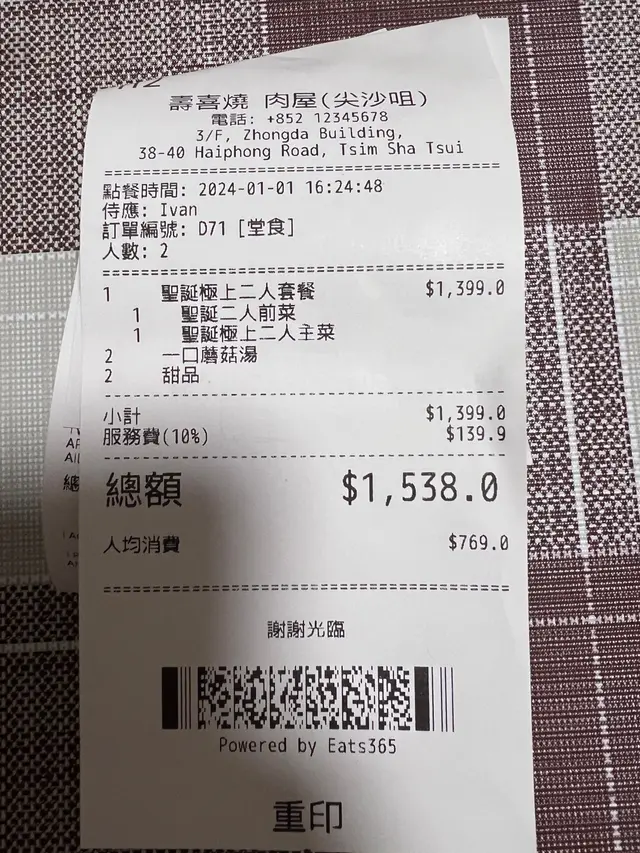 壽喜燒 肉屋(尖沙咀)
電話: +852 12345678
3/F, Zhongda Building,
38-40 Haiphong Road, Tsim Sha Tsui
點餐時間: 2024-01-01 16:24:48
侍應: Ivan
訂單編號: D71 [堂食]
人數: 2
1 聖誕極上二人套餐 $1,399.0
1 聖誕二人前菜
1 聖誕極上二人主菜
2 一口蘑菇湯
2 甜品
小計 $1,399.0
服務費(10%) $139.9
總額 $1,538.0
人均消費 $769.0
謝謝光臨
Powered by Eats365
重印